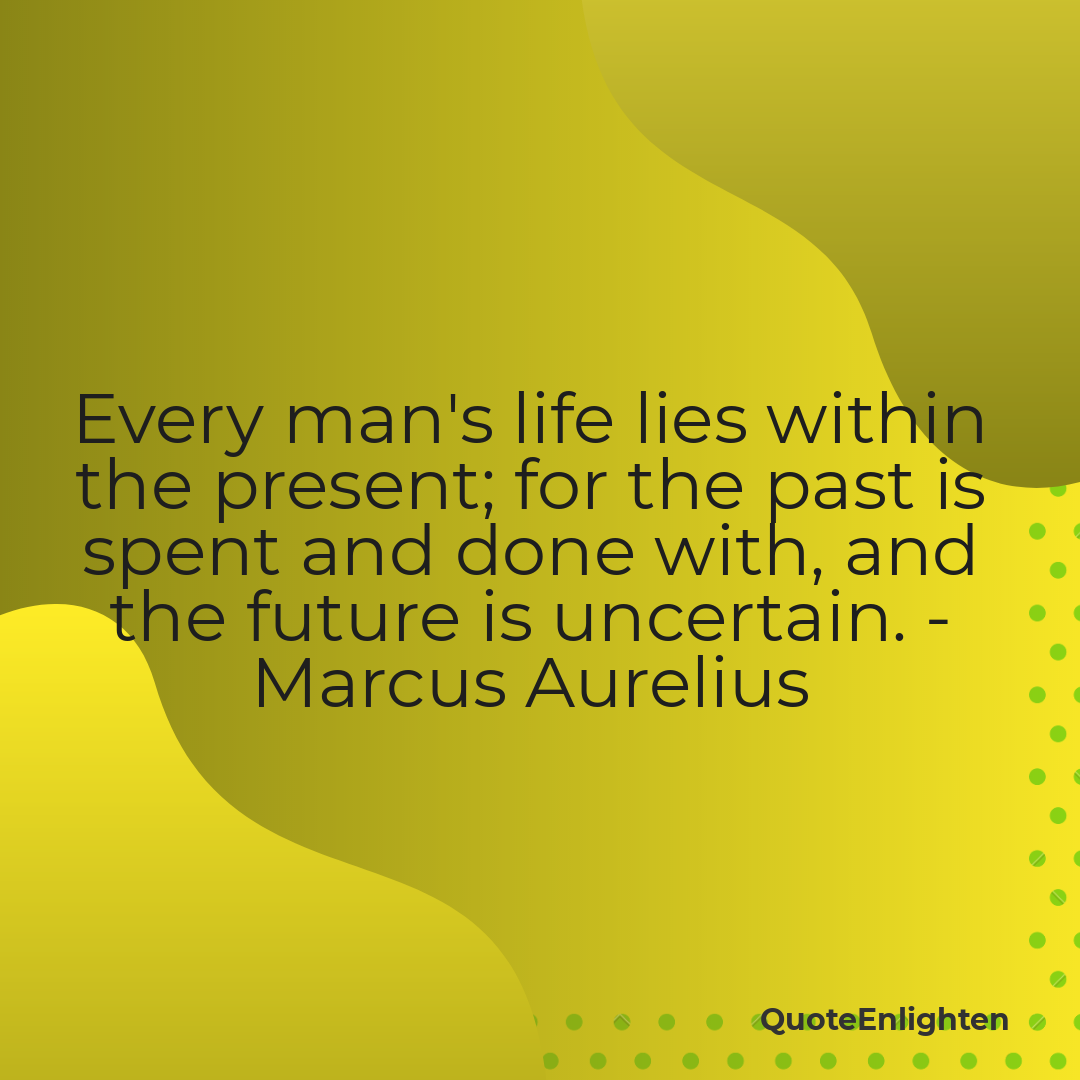 Every man's life lies within
the present; for the past is
spent and done with, and
the future is uncertain. -
Marcus Aurelius
QuoteEnlighten